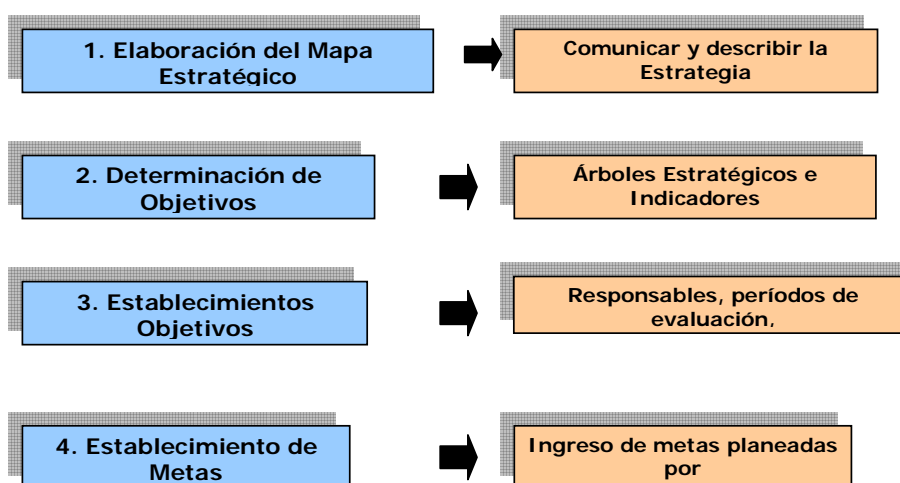 1. Elaboración del Mapa
Estratégico
Comunicar y describir la
Estrategia
2. Determinación de
Objetivos
Árboles Estratégicos e
Indicadores
3. Establecimientos
Objetivos
Responsables, períodos de
evaluación,
4. Establecimiento de
Metas
Ingreso de metas planeadas
por